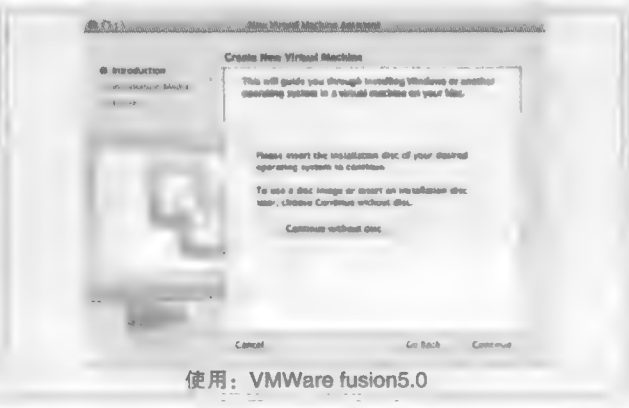 New Virtual Machine Assistant
Create New Virtual Machine
Introduction
This will guide you through installing Windows or another
operating system in a virtual machine on your Mac.
Please insert the installation disc of your desired
operating system to continue.
To use a disc image or insert an installation disc
later, choose Continue without disc.
Continue without disc
Cancel
Go Back
Continue
使用：VMWare fusion5.0